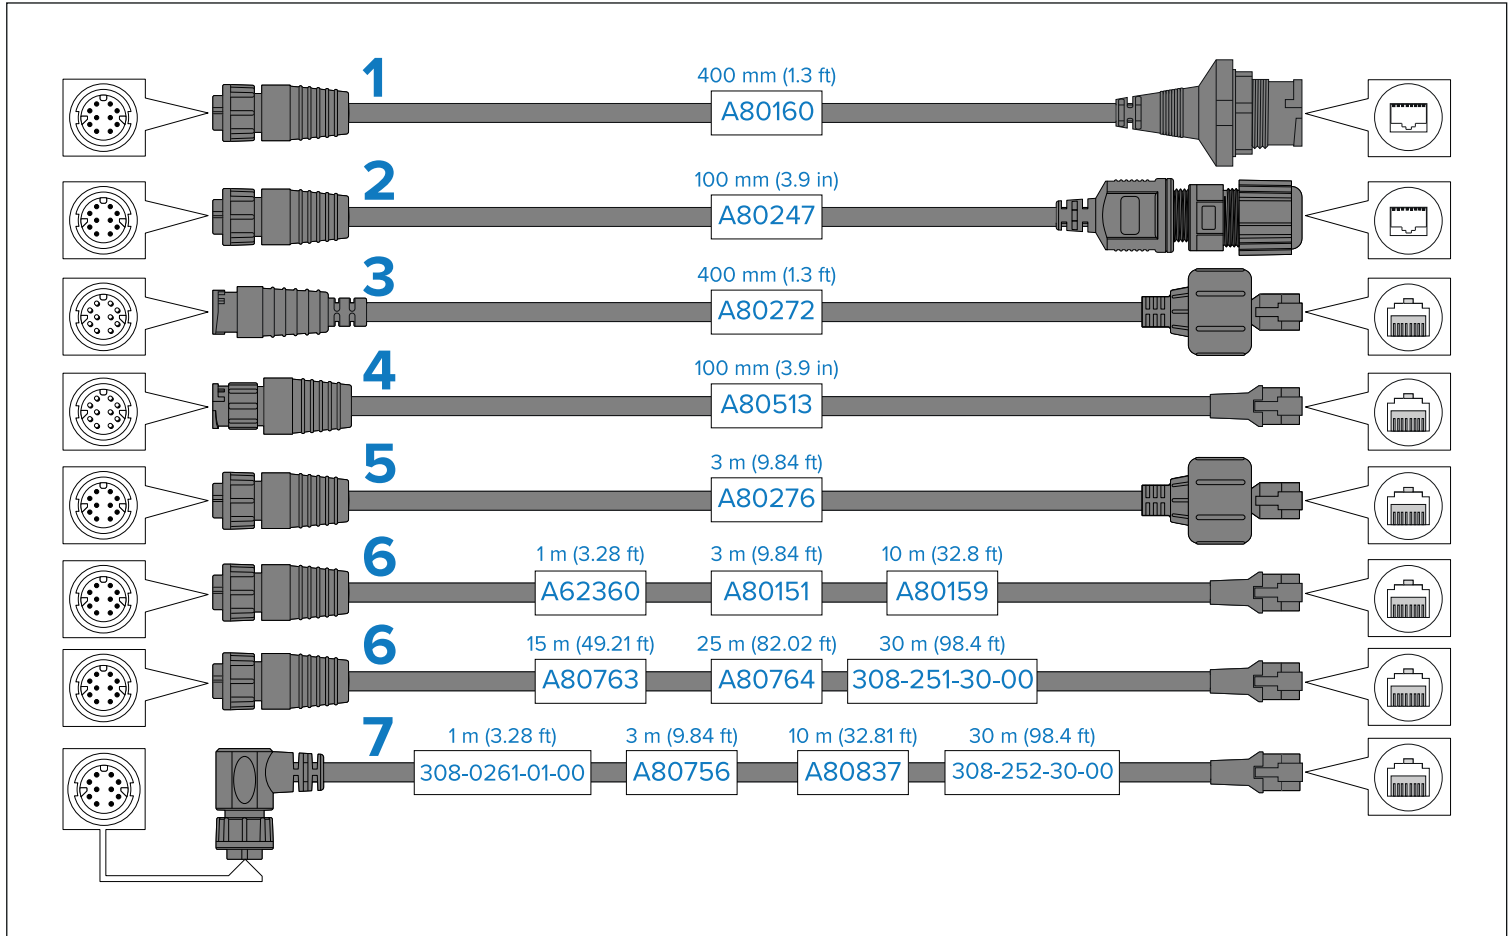 1
400 mm (1.3 ft)
A80160
2
100 mm (3.9 in)
A80247
3
400 mm (1.3 ft)
A80272
4
100 mm (3.9 in)
A80513
5
3 m (9.84 ft)
A80276
6
1 m (3.28 ft) 3 m (9.84 ft) 10 m (32.8 ft)
A62360 A80151 A80159
6
15 m (49.21 ft) 25 m (82.02 ft) 30 m (98.4 ft)
A80763 A80764 308-251-30-00
7
1 m (3.28 ft) 3 m (9.84 ft) 10 m (32.81 ft) 30 m (98.4 ft)
308-0261-01-00 A80756 A80837 308-252-30-00